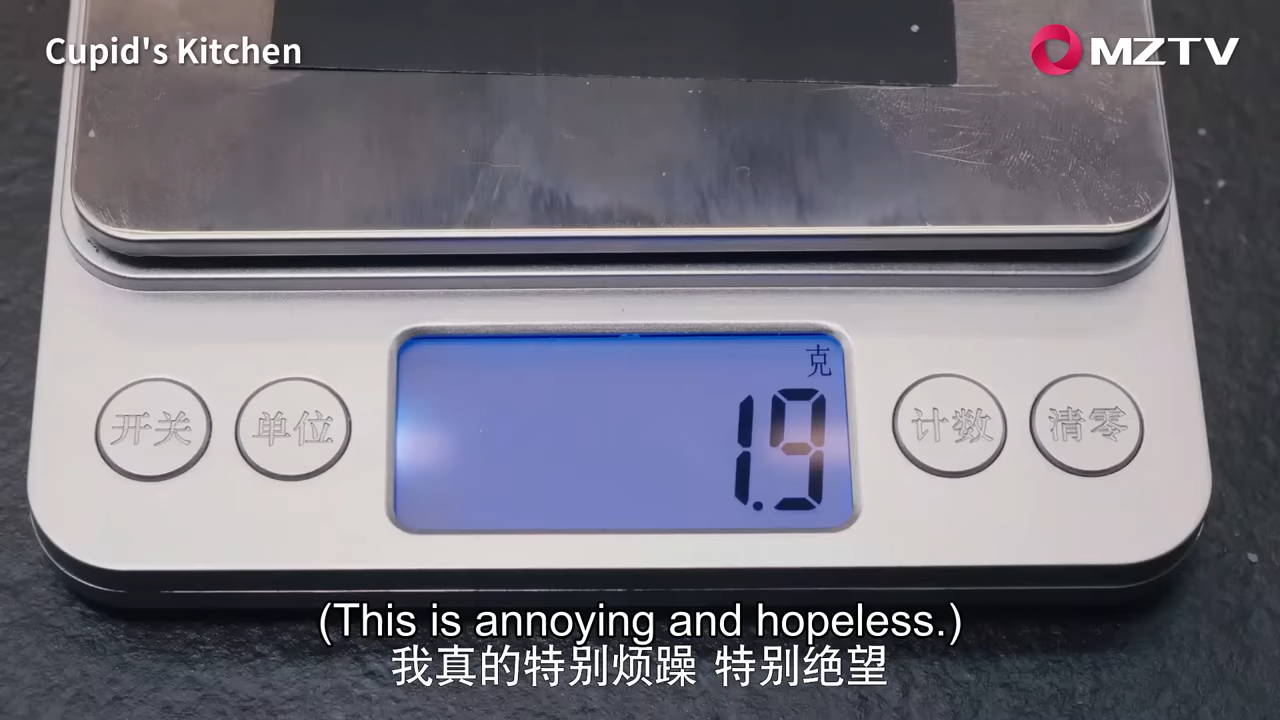 Cupid's Kitchen
MZTV
克
1.9
开关
单位
计数
清零
(This is annoying and hopeless.)
我真的特别烦躁 特别绝望